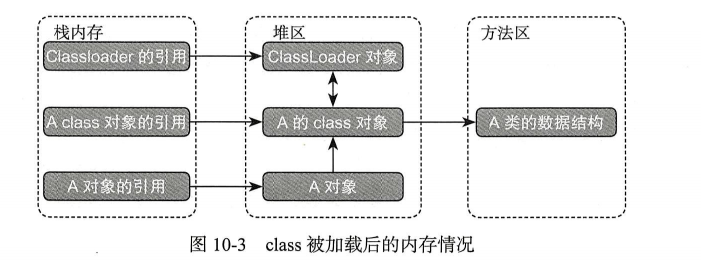 栈内存
堆区
方法区
Classloader 的引用
ClassLoader 对象
A class 对象的引用
A 的 class 对象
A 类的数据结构
A 对象的引用
A 对象
图 10-3 class 被加载后的内存情况